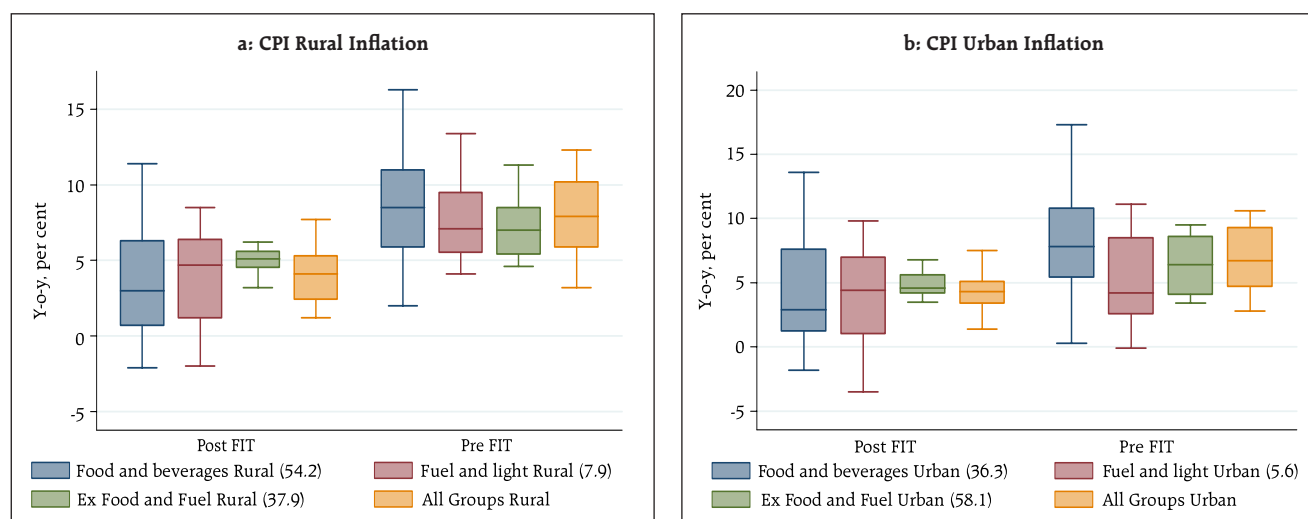 a: CPI Rural Inflation
Y-o-y, per cent
15
10
5
0
-5
Post FIT Pre FIT
Food and beverages Rural (54.2) Fuel and light Rural (7.9)
Ex Food and Fuel Rural (37.9) All Groups Rural
b: CPI Urban Inflation
Y-o-y, per cent
20
15
10
5
0
-5
Post FIT Pre FIT
Food and beverages Urban (36.3) Fuel and light Urban (5.6)
Ex Food and Fuel Urban (58.1) All Groups Urban